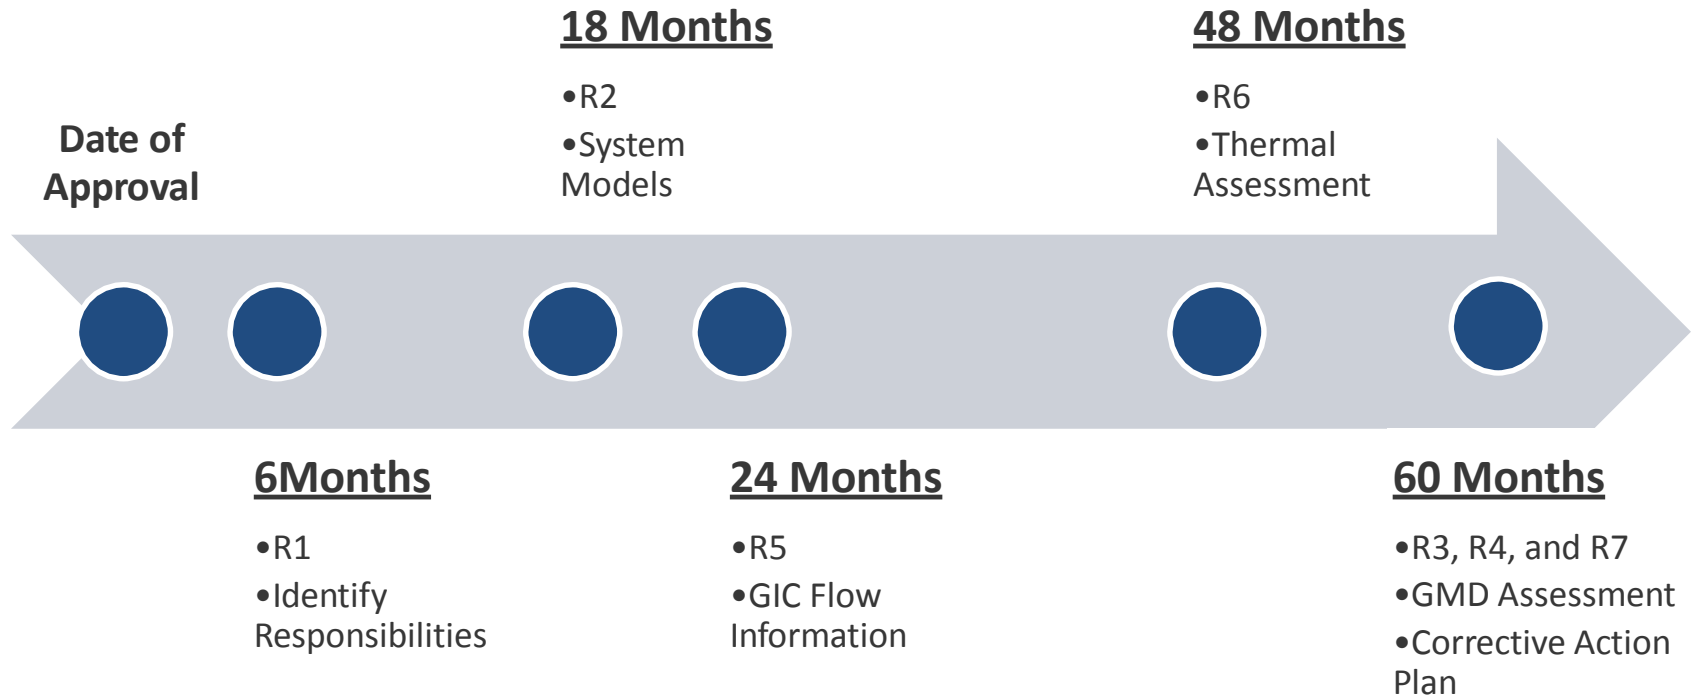 Date of
Approval
6Months
•R1
•Identify
Responsibilities
18 Months
•R2
•System
Models
24 Months
•R5
•GIC Flow
Information
48 Months
•R6
•Thermal
Assessment
60 Months
•R3, R4, and R7
•GMD Assessment
•Corrective Action
Plan